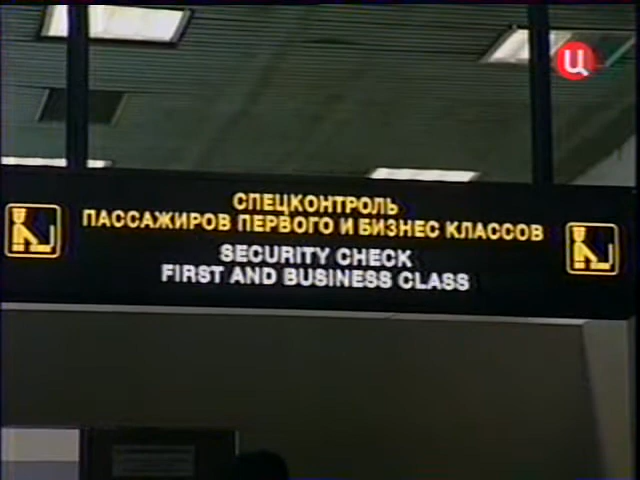 Ц
СПЕЦКОНТРОЛЬ
ПАССАЖИРОВ ПЕРВОГО И БИЗНЕС КЛАССОВ
SECURITY CHECK
FIRST AND BUSINESS CLASS